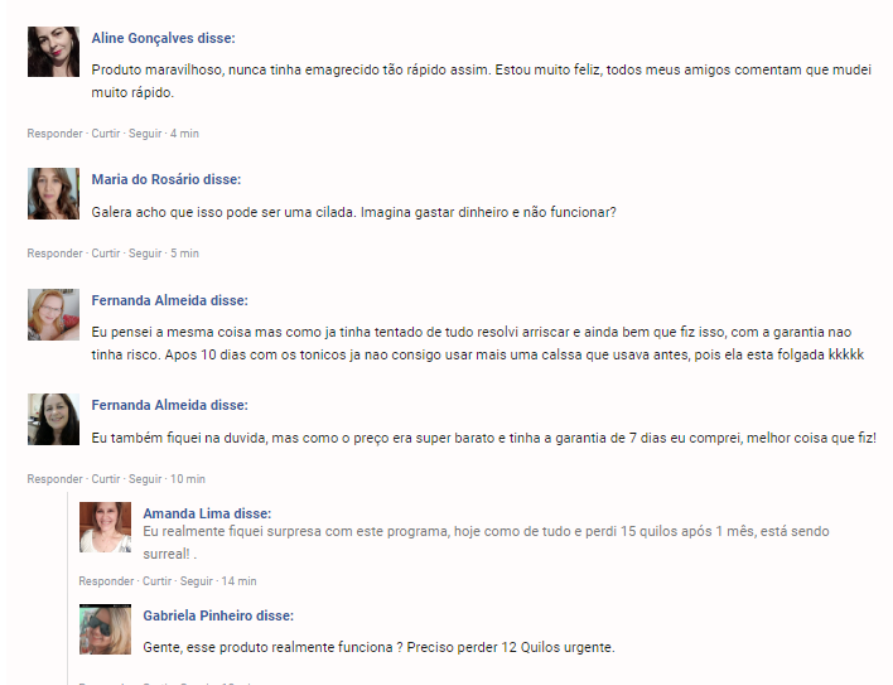 Aline Gonçalves disse:
Produto maravilhoso, nunca tinha emagrecido tão rápido assim. Estou muito feliz, todos meus amigos comentam que mudei
muito rápido.
Responder · Curtir · Seguir · 4 min
Maria do Rosário disse:
Galera acho que isso pode ser uma cilada. Imagina gastar dinheiro e não funcionar?
Responder · Curtir · Seguir · 5 min
Fernanda Almeida disse:
Eu pensei a mesma coisa mas como ja tinha tentado de tudo resolvi arriscar e ainda bem que fiz isso, com a garantia nao
tinha risco. Apos 10 dias com os tonicos ja nao consigo usar mais uma calssa que usava antes, pois ela esta folgada kkkkk
Fernanda Almeida disse:
Eu também fiquei na duvida, mas como o preço era super barato e tinha a garantia de 7 dias eu comprei, melhor coisa que fiz!
Responder · Curtir · Seguir · 10 min
Amanda Lima disse:
Eu realmente fiquei surpresa com este programa, hoje como de tudo e perdi 15 quilos após 1 mês, está sendo
surreal! .
Responder · Curtir · Seguir · 14 min
Gabriela Pinheiro disse:
Gente, esse produto realmente funciona ? Preciso perder 12 Quilos urgente.